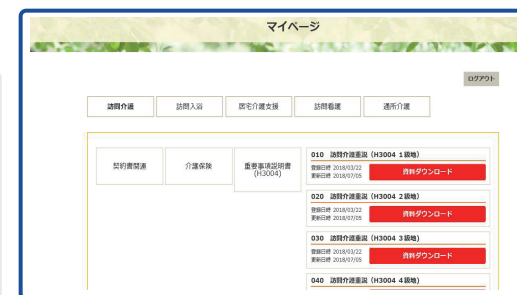 マイページ
ログアウト
訪問介護
訪問入浴
居宅介護支援
訪問看護
通所介護
契約書関連
介護保険
重要事項説明書
(H3004)
010 訪問介護重説（H3004 1級地）
登録日時 2018/03/22
更新日時 2018/07/05
資料ダウンロード
020 訪問介護重説（H3004 2級地）
登録日時 2018/03/22
更新日時 2018/07/05
資料ダウンロード
030 訪問介護重説（H3004 3級地）
登録日時 2018/03/22
更新日時 2018/07/05
資料ダウンロード
040 訪問介護重説（H3004 4級地）